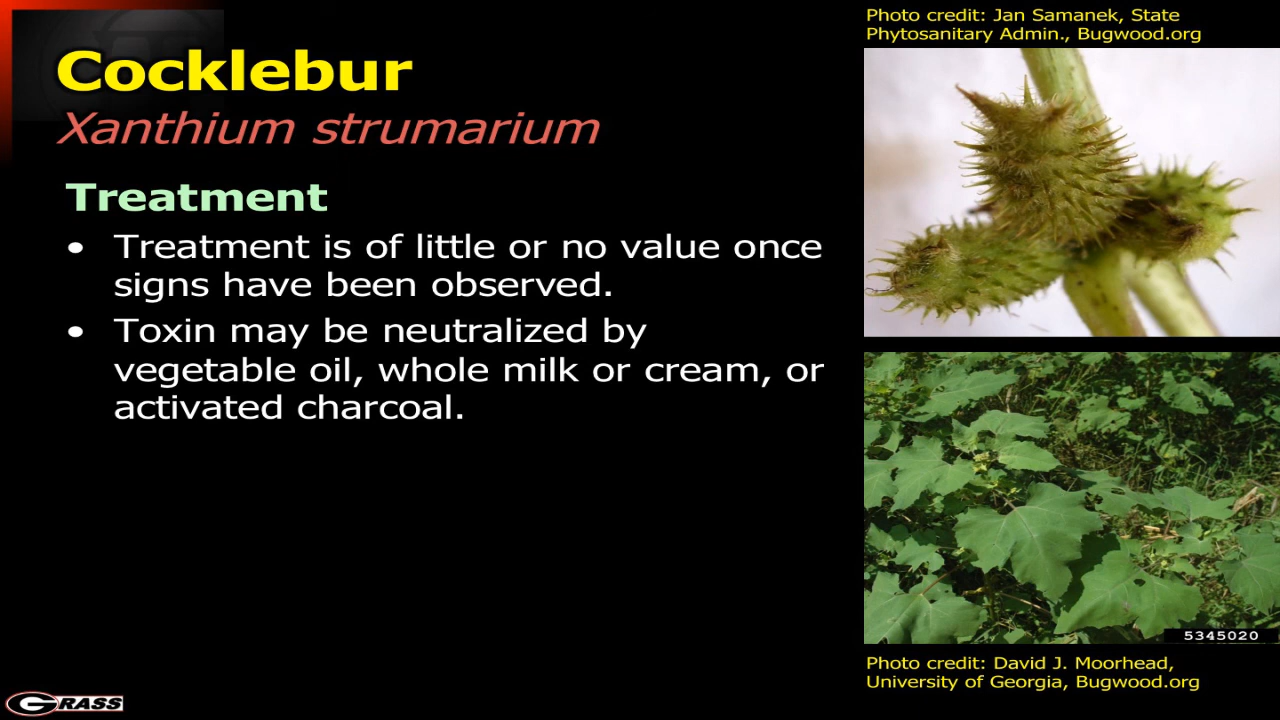 Photo credit: Jan Samanek, State
Phytosanitary Admin., Bugwood.org
Cocklebur
Xanthium strumarium
Treatment
• Treatment is of little or no value once
signs have been observed.
• Toxin may be neutralized by
vegetable oil, whole milk or cream, or
activated charcoal.
5345020
Photo credit: David J. Moorhead,
University of Georgia, Bugwood.org
GRASS